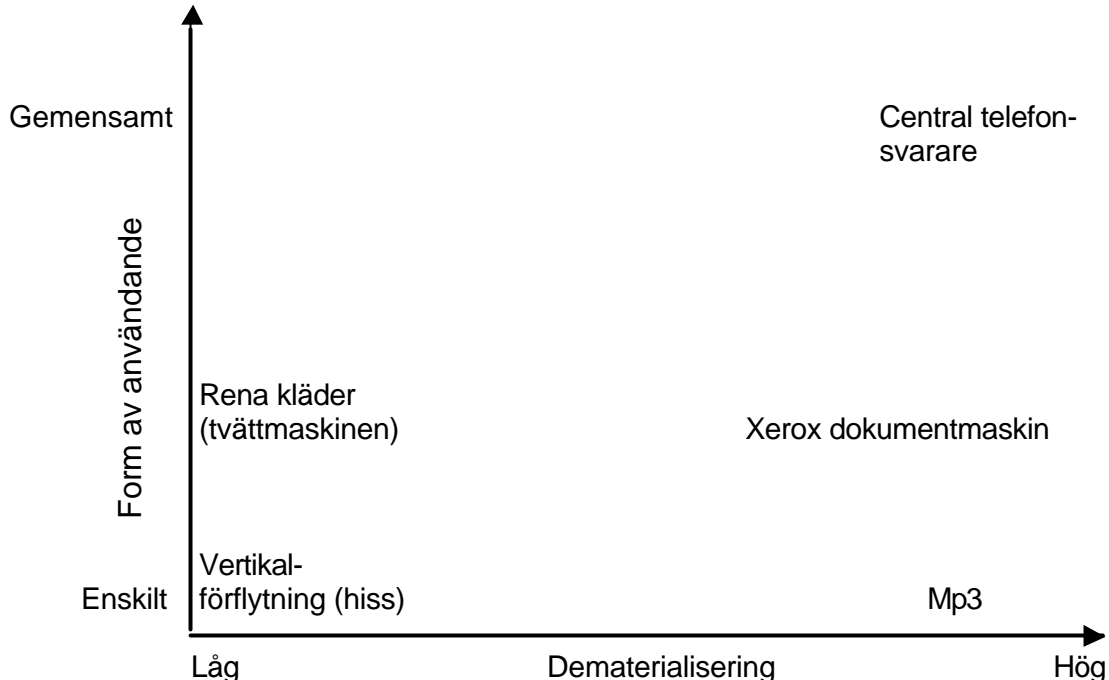 Gemensamt
Central telefon-
svarare
Form av användande
Rena kläder
(tvättmaskinen)
Xerox dokumentmaskin
Vertikal-
förflytning (hiss)
Enskilt
Mp3
Låg
Dematerialisering
Hög